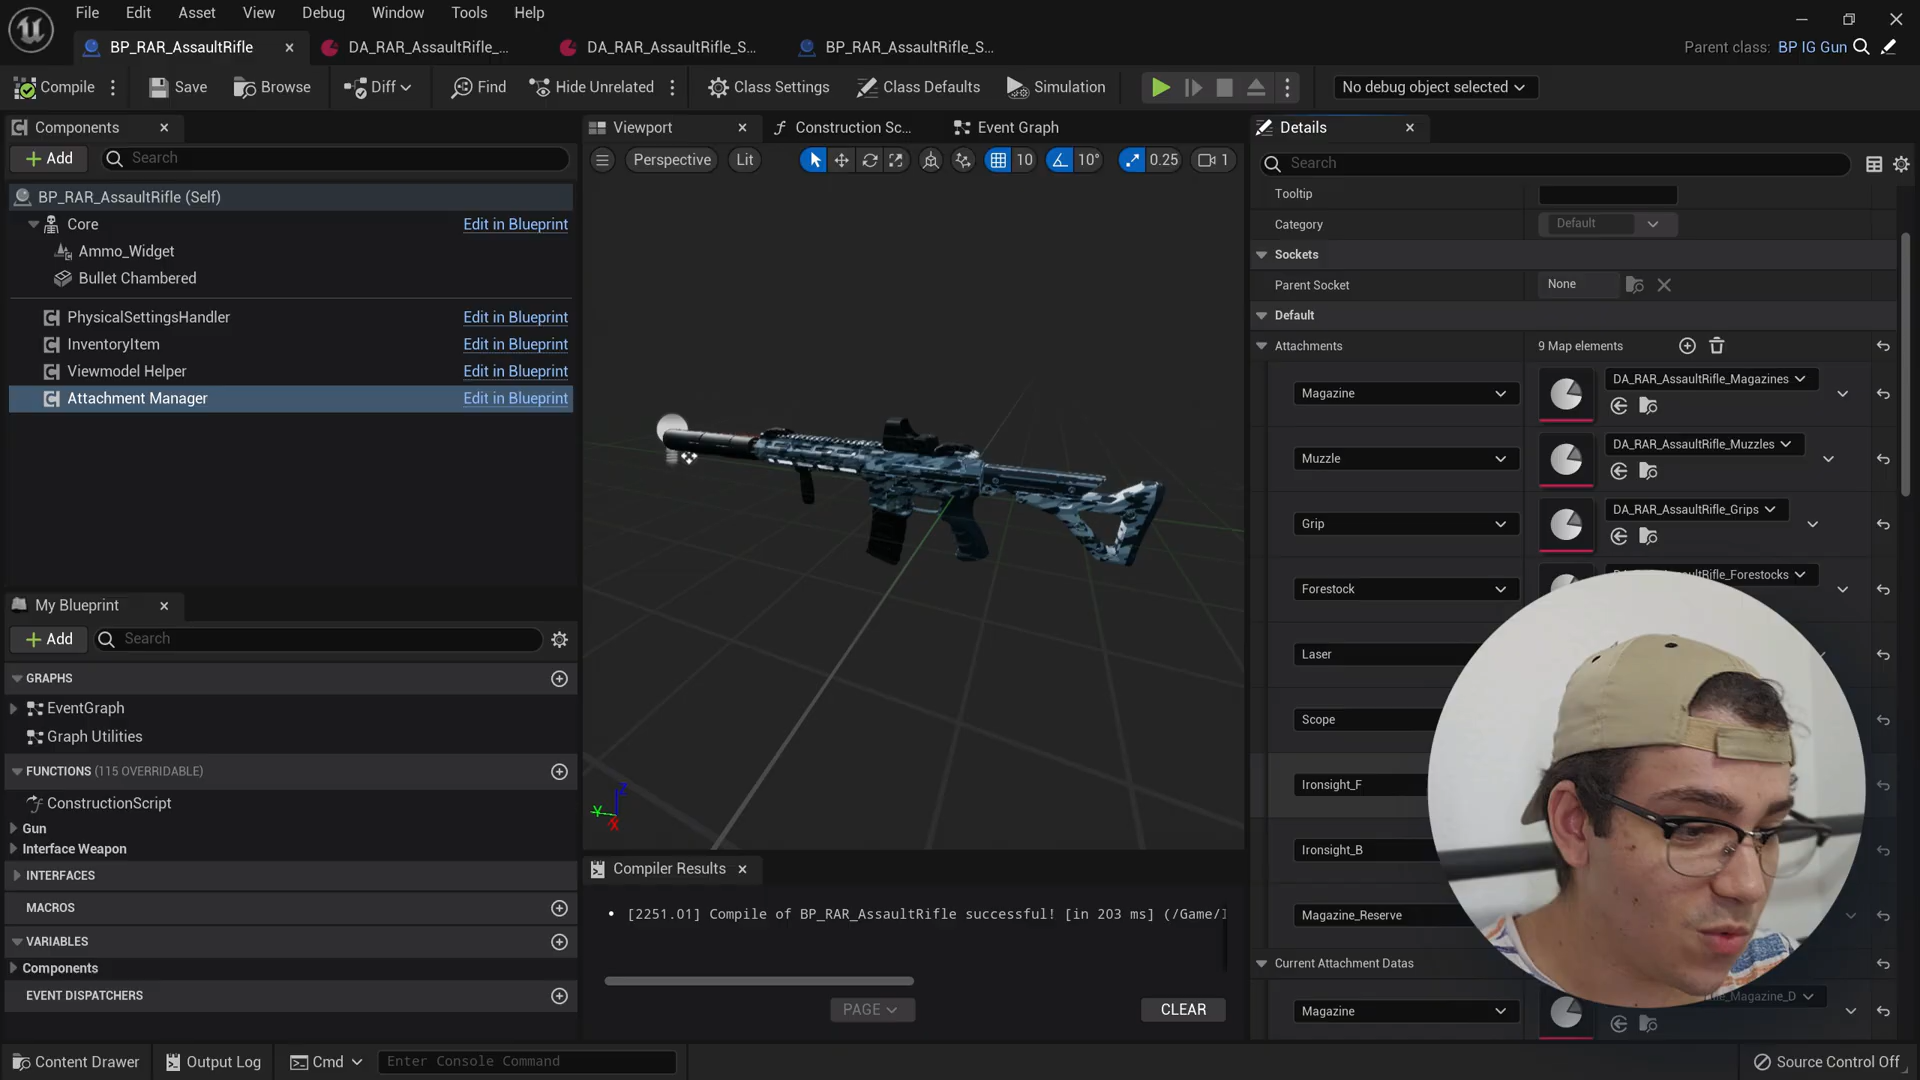 File Edit Asset View Debug Window Tools Help
BP_RAR_AssaultRifle DA_RAR_AssaultRifle_... DA_RAR_AssaultRifle_S... BP_RAR_AssaultRifle_S...
Parent class: BP IG Gun
Compile Save Browse Diff Find Hide Unrelated Class Settings Class Defaults Simulation No debug object selected
Components
Add Search
BP_RAR_AssaultRifle (Self)
Core Edit in Blueprint
Ammo_Widget
Bullet Chambered
PhysicalSettingsHandler Edit in Blueprint
InventoryItem Edit in Blueprint
Viewmodel Helper Edit in Blueprint
Attachment Manager Edit in Blueprint
My Blueprint
Add Search
GRAPHS
EventGraph
Graph Utilities
FUNCTIONS (115 OVERRIDABLE)
ConstructionScript
Gun
Interface Weapon
INTERFACES
MACROS
VARIABLES
Components
EVENT DISPATCHERS
Viewport Construction Sc... Event Graph
Perspective Lit 10 10° 0.25 1
Z
Y
X
Compiler Results
[2251.01] Compile of BP_RAR_AssaultRifle successful! [in 203 ms] (/Game/
PAGE CLEAR
Details
Search
Tooltip
Category Default
Sockets
Parent Socket None
Default
Attachments 9 Map elements
Magazine DA_RAR_AssaultRifle_Magazines
Muzzle DA_RAR_AssaultRifle_Muzzles
Grip DA_RAR_AssaultRifle_Grips
Forestock ssaultRifle_Forestocks
Laser
Scope
Ironsight_F
Ironsight_B
Magazine_Reserve
Current Attachment Datas
Magazine _Magazine_D
Content Drawer Output Log Cmd Enter Console Command Source Control Off